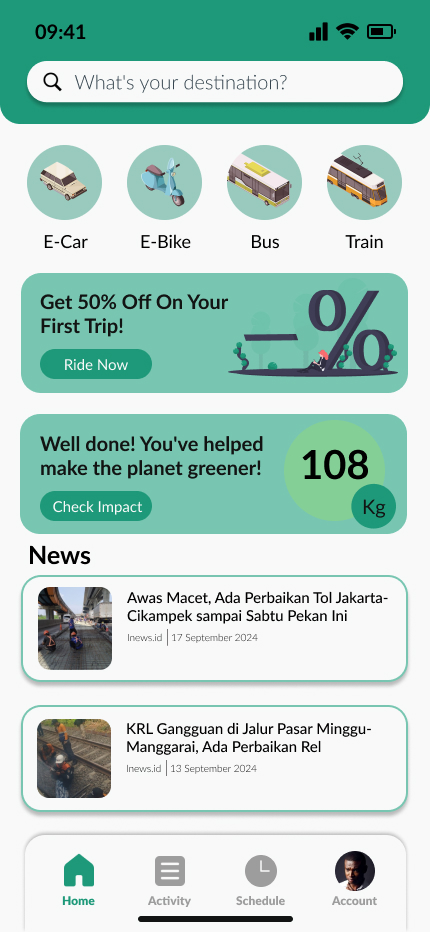 09:41
What's your destination?
E-Car
E-Bike
Bus
Train
Get 50% Off On Your
First Trip!
Ride Now
%
Well done! You've helped
make the planet greener!
Check Impact
108
Kg
News
Awas Macet, Ada Perbaikan Tol Jakarta-
Cikampek sampai Sabtu Pekan Ini
Inews.id | 17 September 2024
KRL Gangguan di Jalur Pasar Minggu-
Manggarai, Ada Perbaikan Rel
Inews.id | 13 September 2024
Home
Activity
Schedule
Account